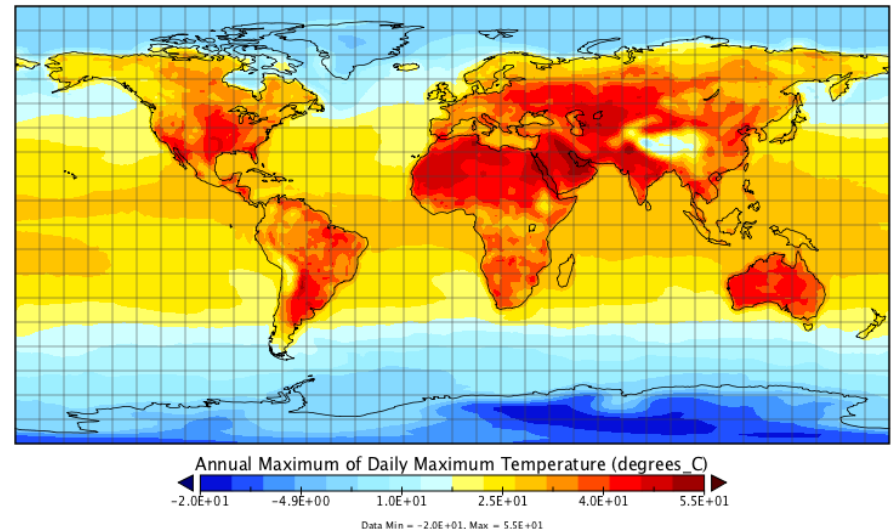 Annual Maximum of Daily Maximum Temperature (degrees_C)
-2.0E+01 -4.9E+00 1.0E+01 2.5E+01 4.0E+01 5.5E+01
Data Min = -2.0E+01, Max = 5.5E+01